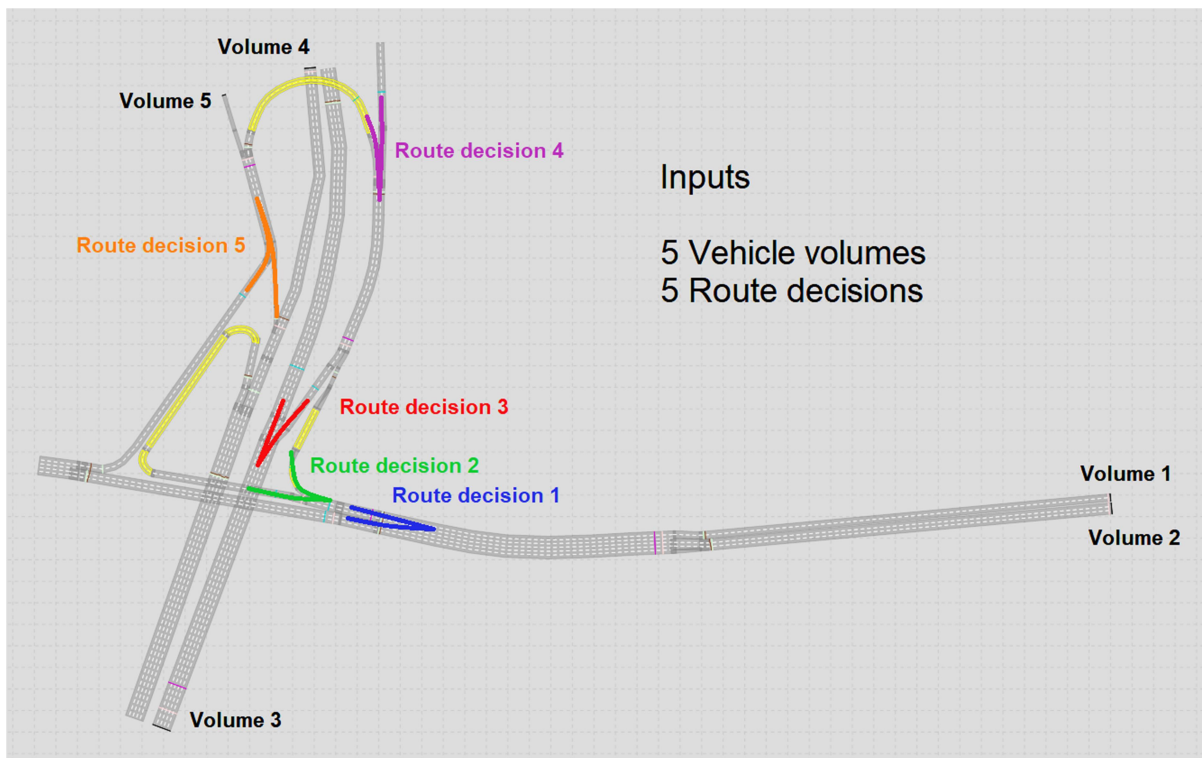 Volume 4
Volume 5
Route decision 4
Inputs
Route decision 5
5 Vehicle volumes
5 Route decisions
Route decision 3
Route decision 2
Volume 1
Route decision 1
Volume 2
Volume 3